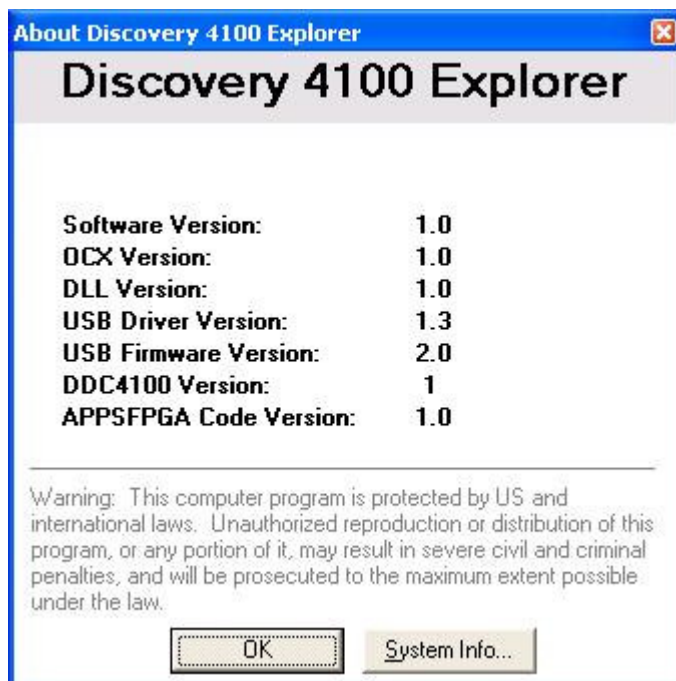 About Discovery 4100 Explorer
Discovery 4100 Explorer
Software Version: 1.0
OCX Version: 1.0
DLL Version: 1.0
USB Driver Version: 1.3
USB Firmware Version: 2.0
DDC4100 Version: 1
APPSFPGA Code Version: 1.0
Warning: This computer program is protected by US and
international laws. Unauthorized reproduction or distribution of this
program, or any portion of it, may result in severe civil and criminal
penalties, and will be prosecuted to the maximum extent possible
under the law.
OK System Info...